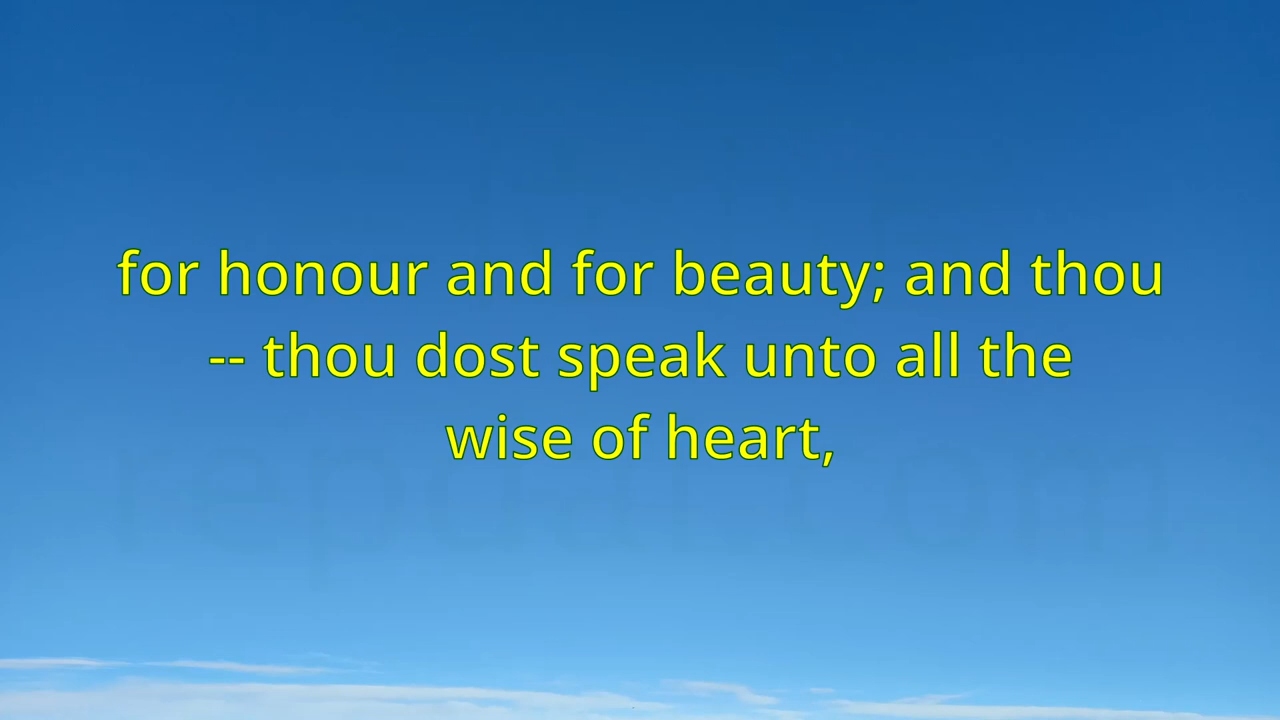 for honour and for beauty; and thou
-- thou dost speak unto all the
wise of heart,